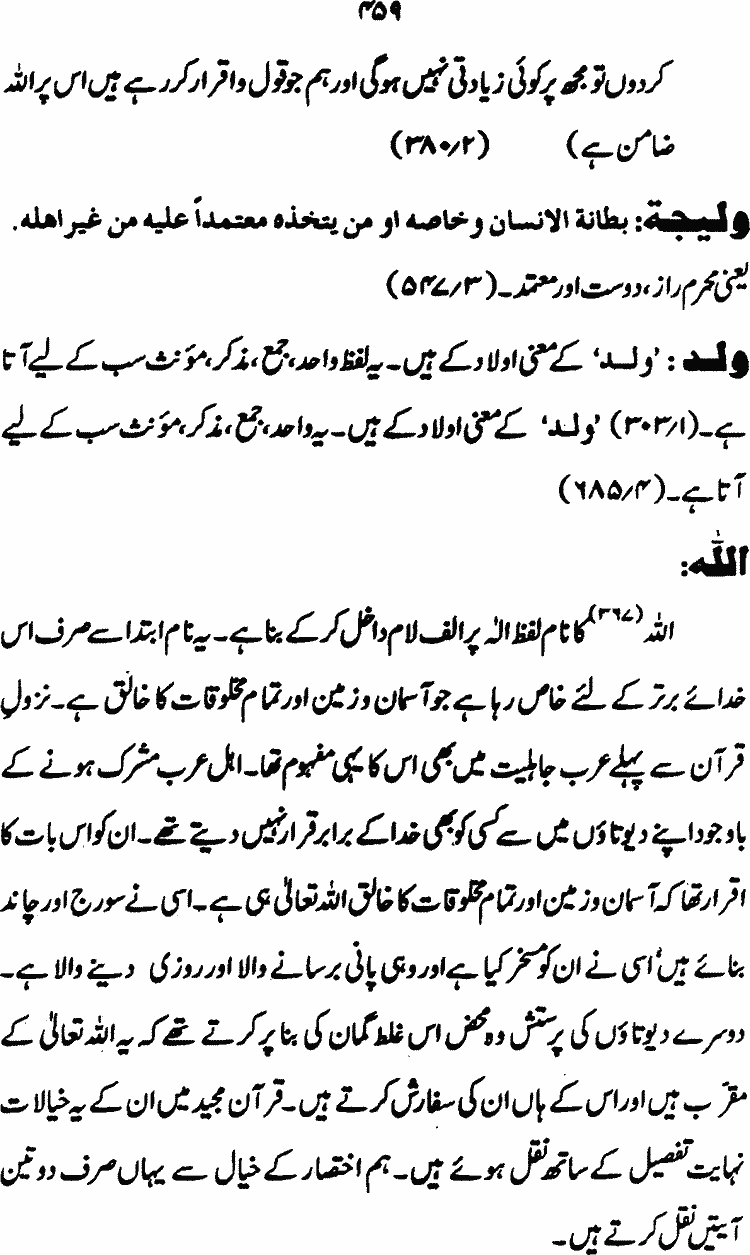 ۴۵۹
کردوں تو مجھ پر کوئی زیادتی نہیں ہوگی اور ہم جو قول و اقرار کر رہے ہیں اس پر اللہ
ضامن ہے) (۳۸۰/۲)
ولیجة: بطانة الانسان وخاصه او من يتخذه معتمداً عليه من غير اهله.
یعنی محرم راز، دوست اور معتمد۔ (۵۴۷/۳)
ولد: ’ولد‘ کے معنی اولاد کے ہیں۔ یہ لفظ واحد، جمع، مذکر، مؤنث سب کے لیے آتا
ہے۔ (۳۰۳/۱) ’ولد‘ کے معنی اولاد کے ہیں۔ یہ واحد، جمع، مذکر، مؤنث سب کے لیے
آتا ہے۔ (۶۸۵/۴)
اللہ:
اللہ (۳۶۷) کا نام لفظ الٰہ پر الف لام داخل کر کے بنا ہے۔ یہ نام ابتدا سے صرف اس
خدائے برتر کے لئے خاص رہا ہے جو آسمان و زمین اور تمام مخلوقات کا خالق ہے۔ نزولِ
قرآن سے پہلے عرب جاہلیت میں بھی اس کا یہی مفہوم تھا۔ اہل عرب مشرک ہونے کے
باوجود اپنے دیوتاؤں میں سے کسی کو بھی خدا کے برابر قرار نہیں دیتے تھے۔ ان کو اس بات کا
اقرار تھا کہ آسمان و زمین اور تمام مخلوقات کا خالق اللہ تعالیٰ ہی ہے۔ اسی نے سورج اور چاند
بنائے ہیں‘ اسی نے ان کو مسخر کیا ہے اور وہی پانی برسانے والا اور روزی دینے والا ہے۔
دوسرے دیوتاؤں کی پرستش وہ محض اس غلط گمان کی بنا پر کرتے تھے کہ یہ اللہ تعالیٰ کے
مقرّب ہیں اور اس کے ہاں ان کی سفارش کرتے ہیں۔ قرآن مجید میں ان کے یہ خیالات
نہایت تفصیل کے ساتھ نقل ہوئے ہیں۔ ہم اختصار کے خیال سے یہاں صرف دو تین
آیتیں نقل کرتے ہیں۔